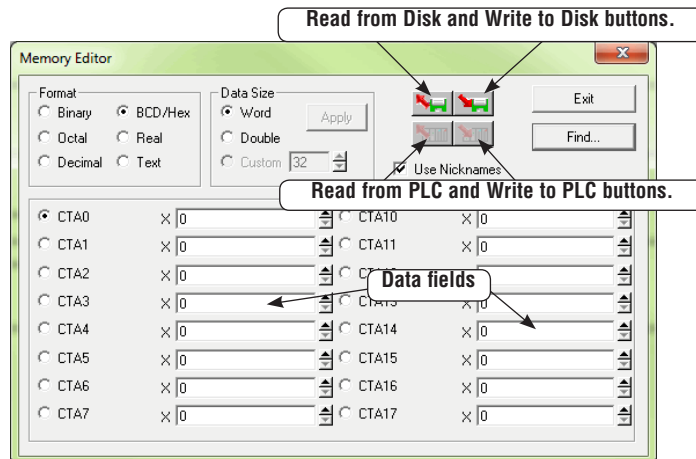 Read from Disk and Write to Disk buttons.
Memory Editor
Format
Binary BCD/Hex
Octal Real
Decimal Text
Data Size
Word
Double
Custom 32
Apply
Exit
Find...
Use Nicknames
Read from PLC and Write to PLC buttons.
CTA0 X 0 CTA10 X 0
CTA1 X 0 CTA11 X 0
CTA2 X 0 0
Data fields
CTA3 X 0 CTA13 0
CTA4 X 0 CTA14 X 0
CTA5 X 0 CTA15 X 0
CTA6 X 0 CTA16 X 0
CTA7 X 0 CTA17 X 0